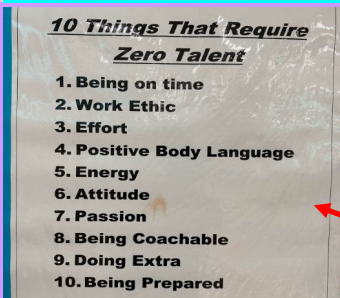 10 Things That Require
Zero Talent
1. Being on time
2. Work Ethic
3. Effort
4. Positive Body Language
5. Energy
6. Attitude
7. Passion
8. Being Coachable
9. Doing Extra
10. Being Prepared